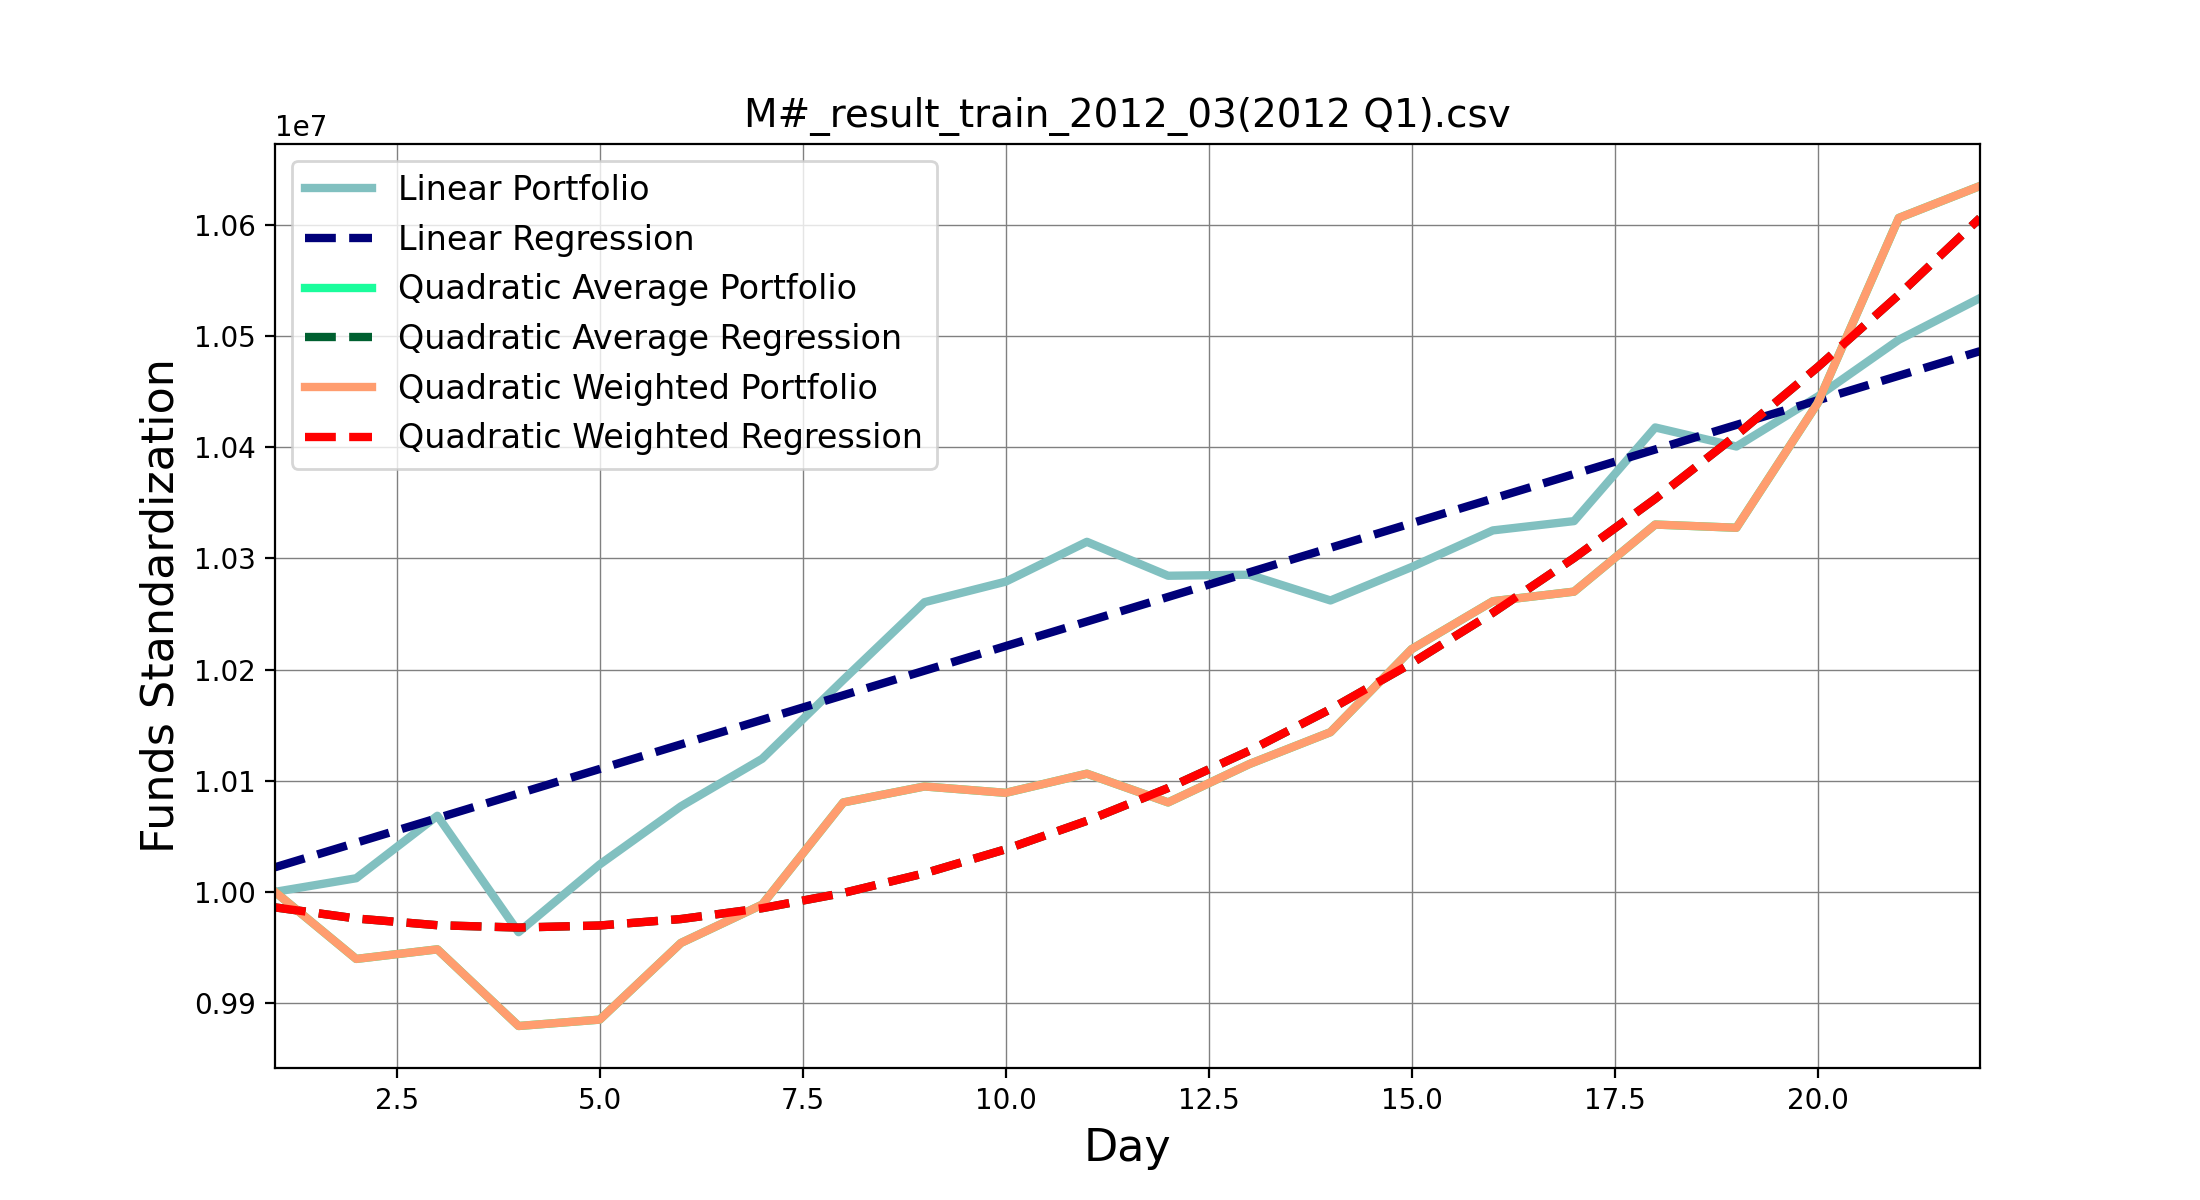 M#_result_train_2012_03(2012 Q1).csv
1e7
Linear Portfolio
Linear Regression
Quadratic Average Portfolio
Quadratic Average Regression
Quadratic Weighted Portfolio
Quadratic Weighted Regression
Funds Standardization
1.06
1.05
1.04
1.03
1.02
1.01
1.00
0.99
2.5 5.0 7.5 10.0 12.5 15.0 17.5 20.0
Day